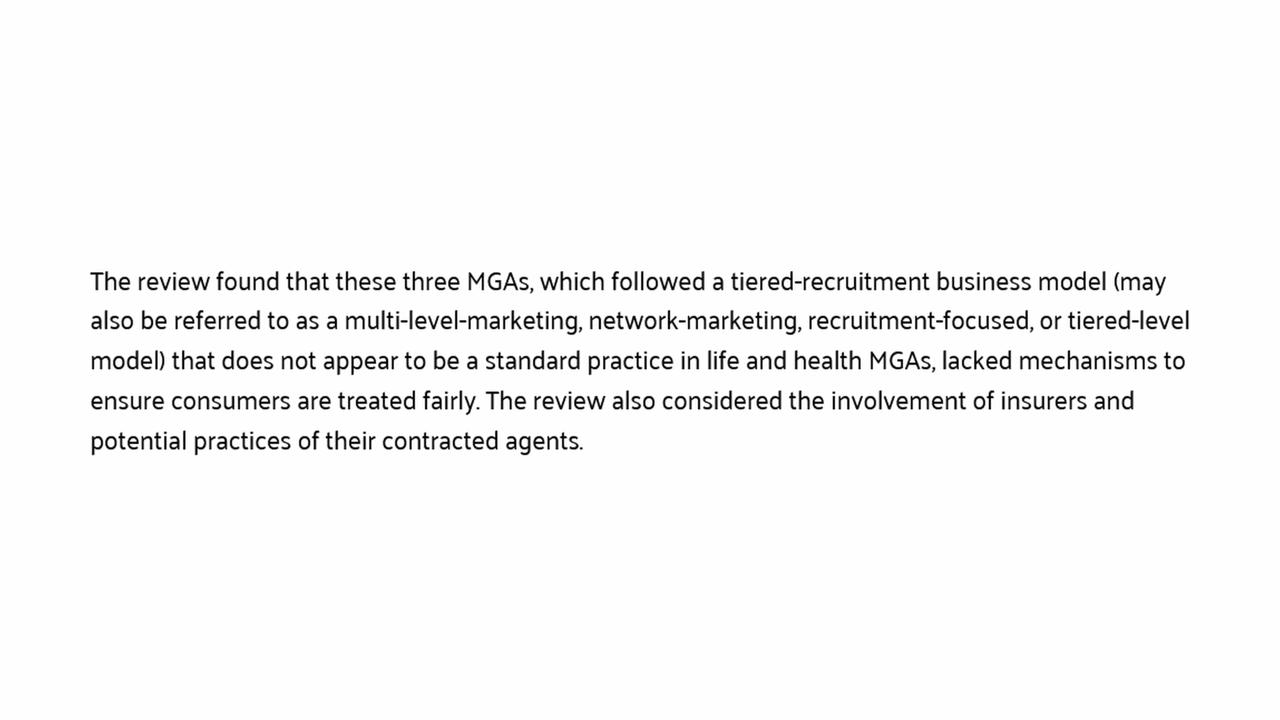 The review found that these three MGAs, which followed a tiered-recruitment business model (may
also be referred to as a multi-level-marketing, network-marketing, recruitment-focused, or tiered-level
model) that does not appear to be a standard practice in life and health MGAs, lacked mechanisms to
ensure consumers are treated fairly. The review also considered the involvement of insurers and
potential practices of their contracted agents.